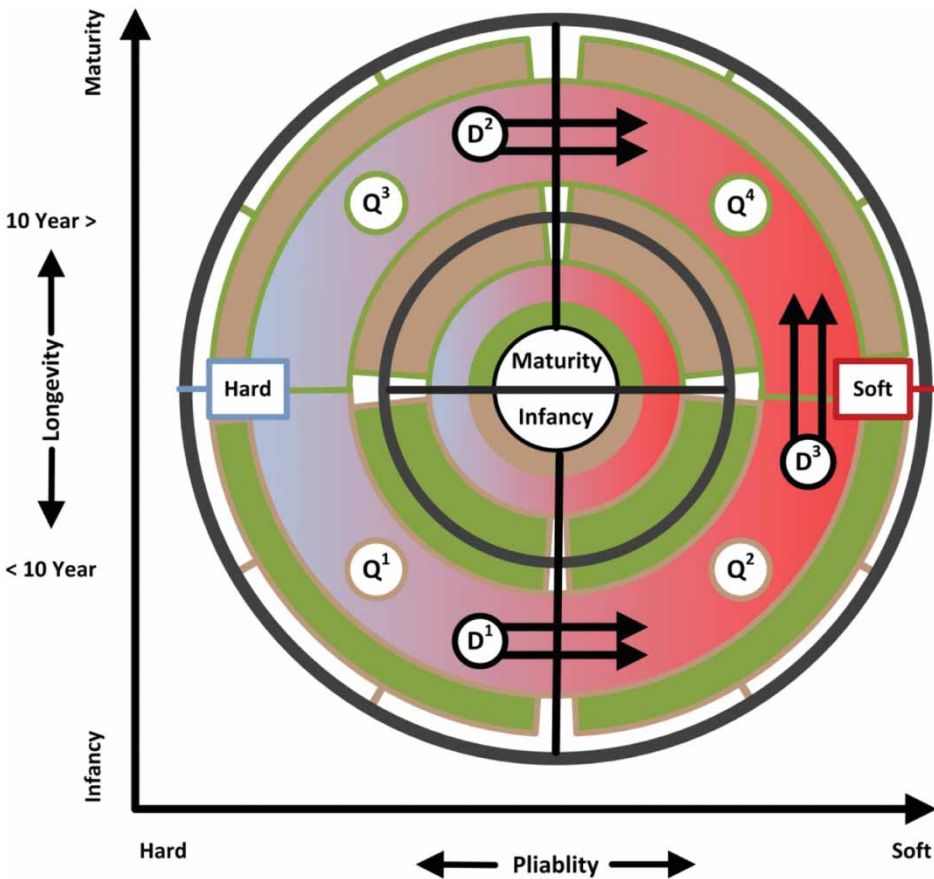 Maturity
D²
Q³
Q⁴
10 Year >
Maturity
Hard
Soft
Longevity
Infancy
D³
< 10 Year
Q¹
Q²
D¹
Infancy
Hard
Pliablity
Soft